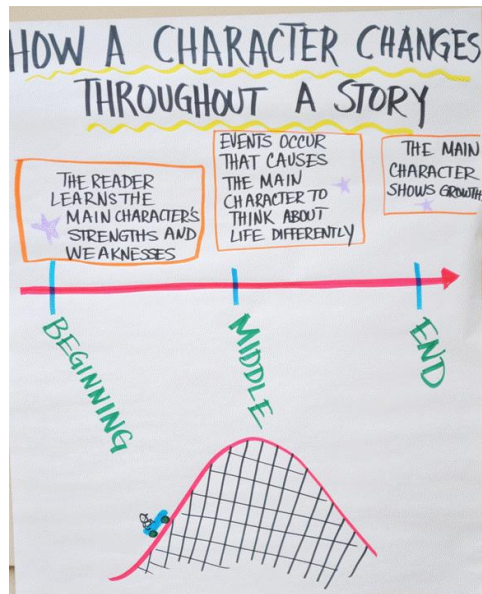 HOW A CHARACTER CHANGES
THROUGHOUT A STORY
THE READER
LEARNS THE
MAIN CHARACTER'S
STRENGTHS AND
WEAKNESSES
EVENTS OCCUR
THAT CAUSES
THE MAIN
CHARACTER TO
THINK ABOUT
LIFE DIFFERENTLY
THE MAIN
CHARACTER
SHOWS GROWTH
BEGINNING
MIDDLE
END